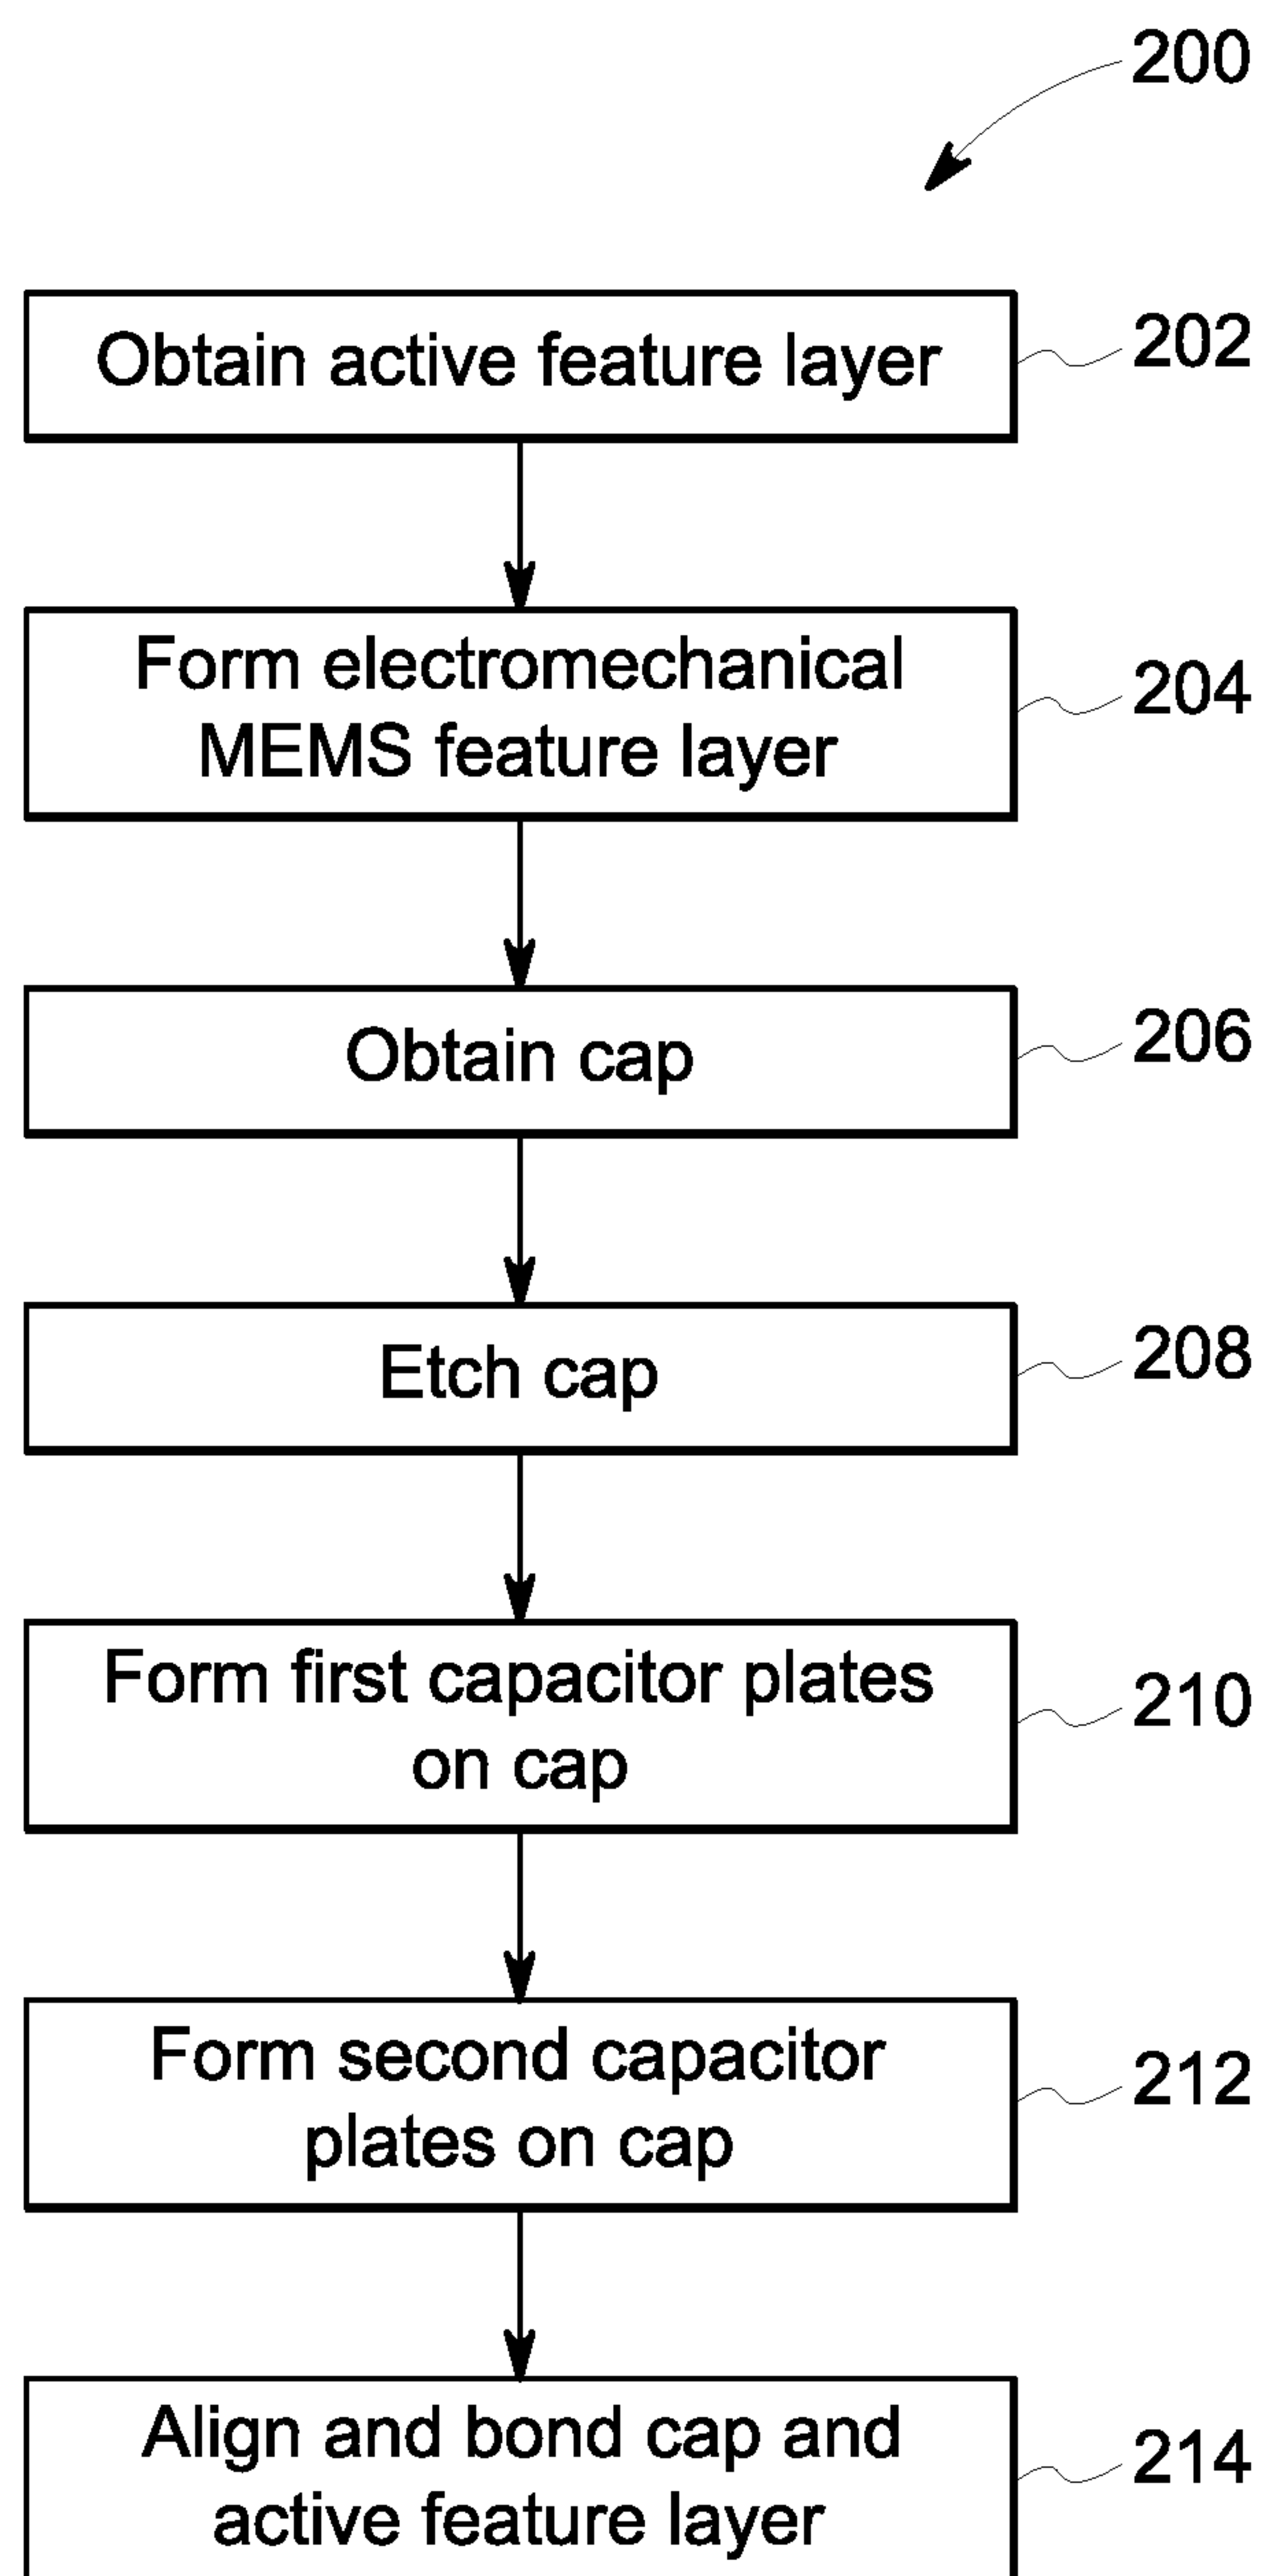 200
Obtain active feature layer
202
Form electromechanical
MEMS feature layer
204
Obtain cap
206
Etch cap
208
Form first capacitor plates
on cap
210
Form second capacitor
plates on cap
212
Align and bond cap and
active feature layer
214